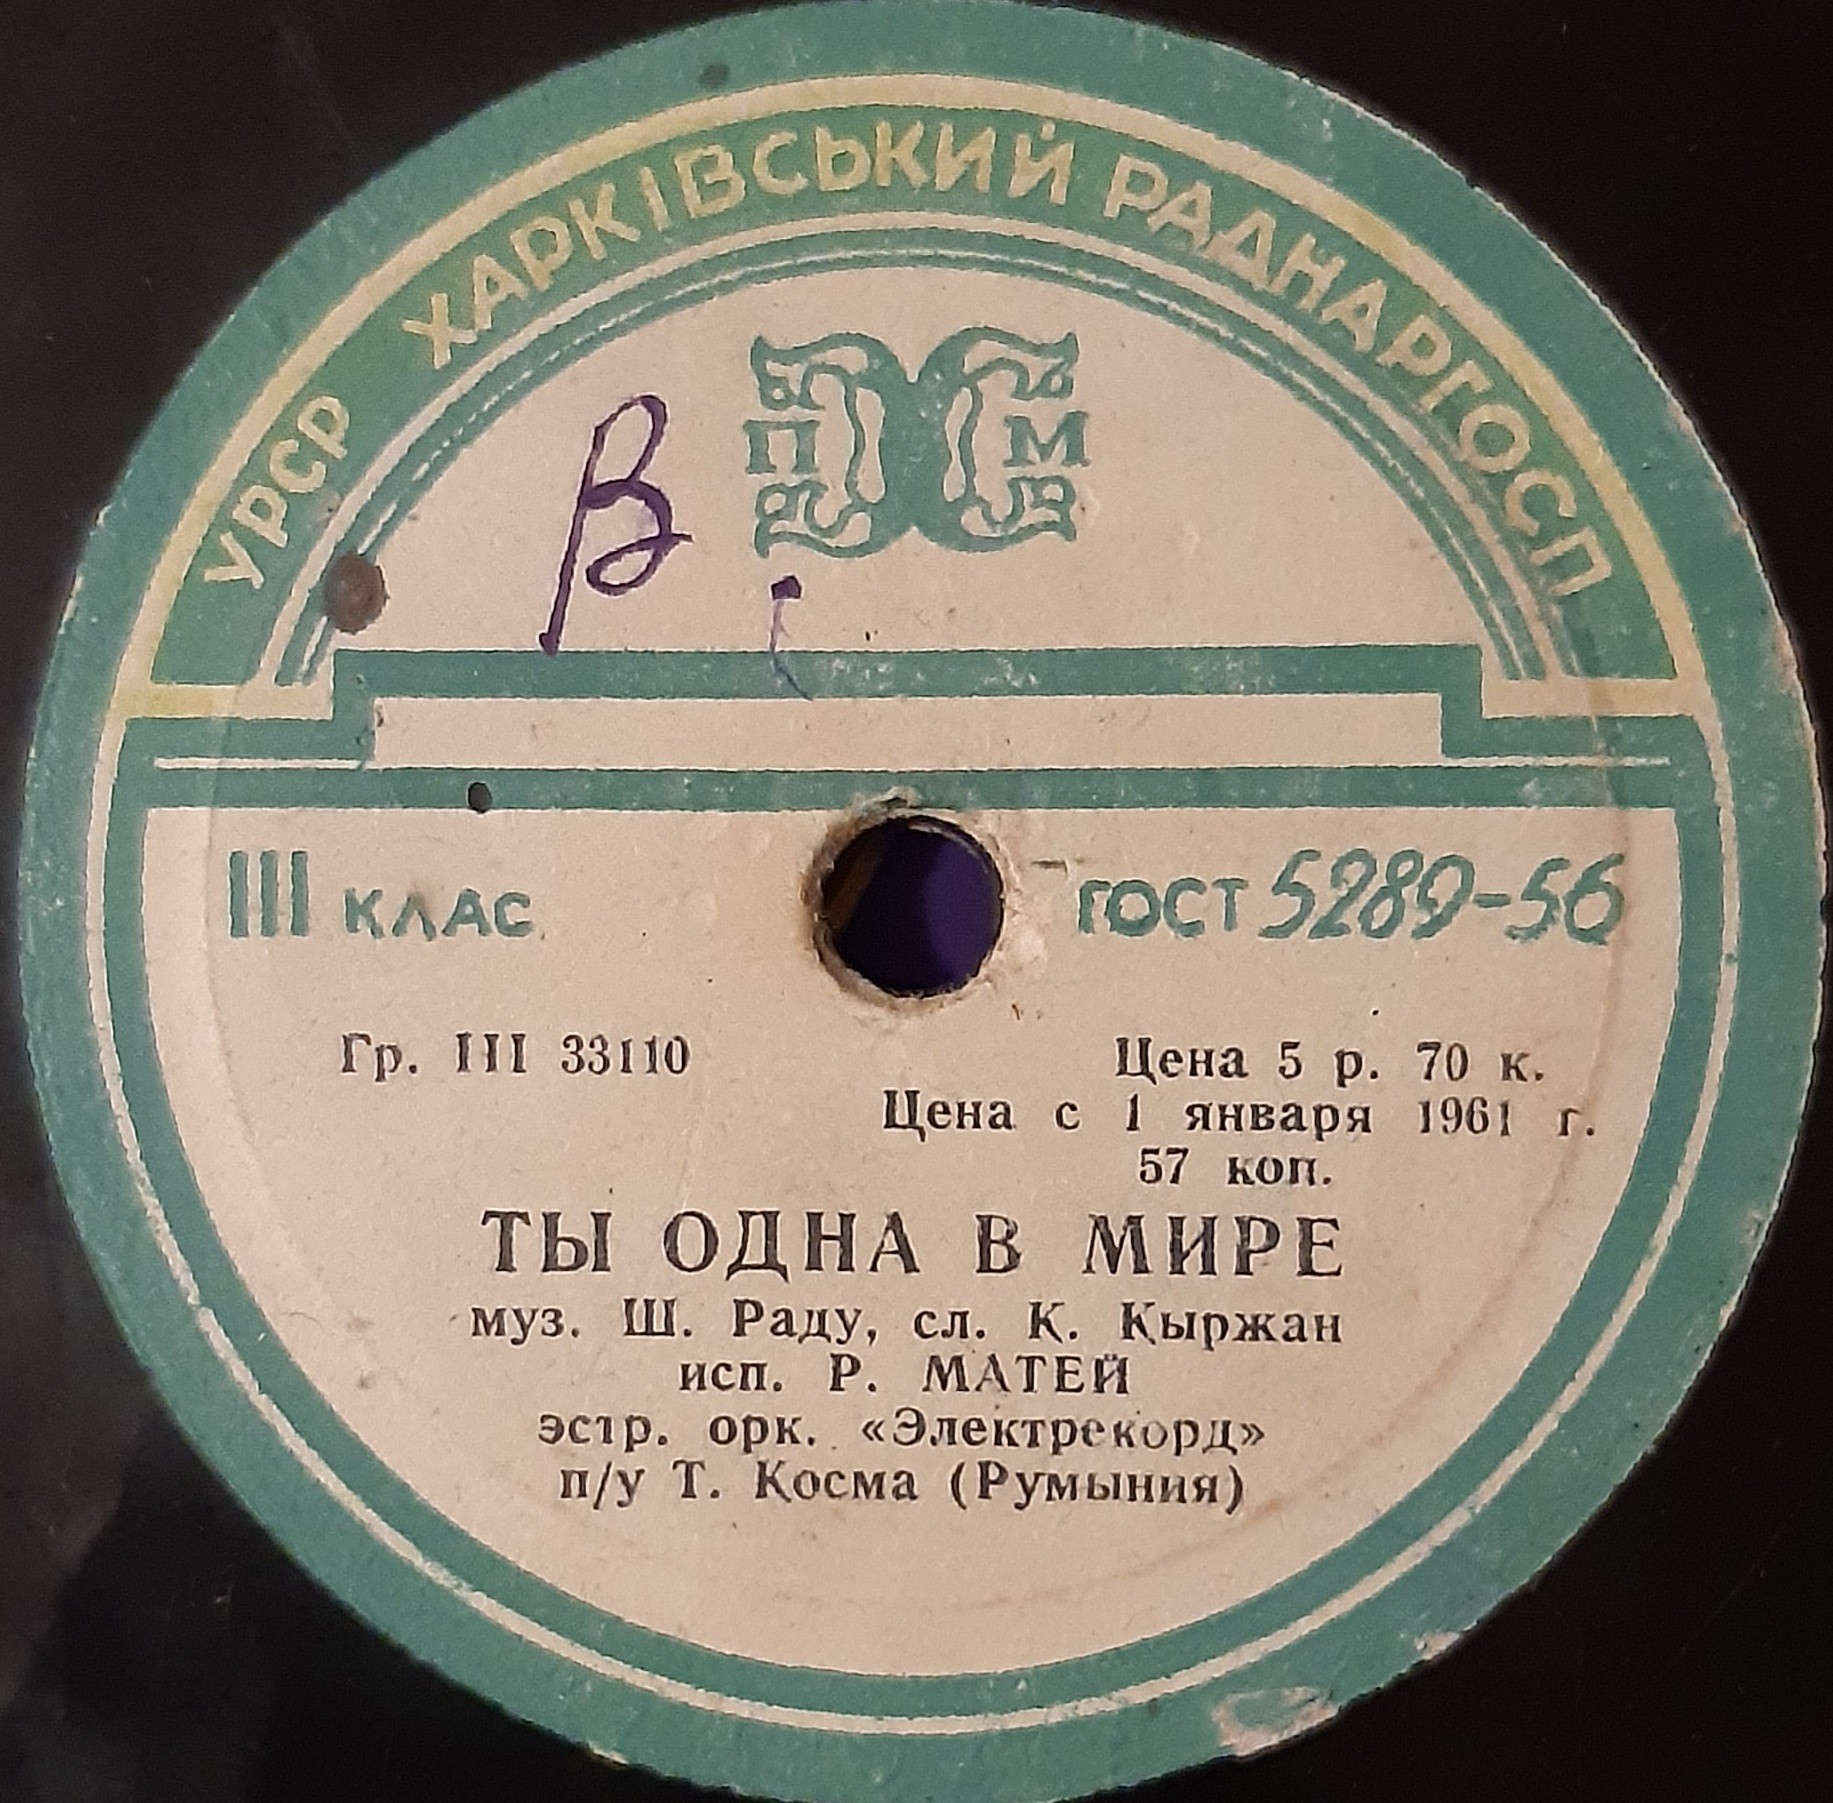 УРСР ХАРКІВСЬКИЙ РАДНАРГОСП
П М
В
III КЛАС ГОСТ 5289-56
Гр. III 33110 Цена 5 р. 70 к.
Цена с 1 января 1961 г.
57 коп.
ТЫ ОДНА В МИРЕ
муз. Ш. Раду, сл. К. Кыржан
исп. Р. МАТЕЙ
эстр. орк. «Электрекорд»
п/у Т. Косма (Румыния)